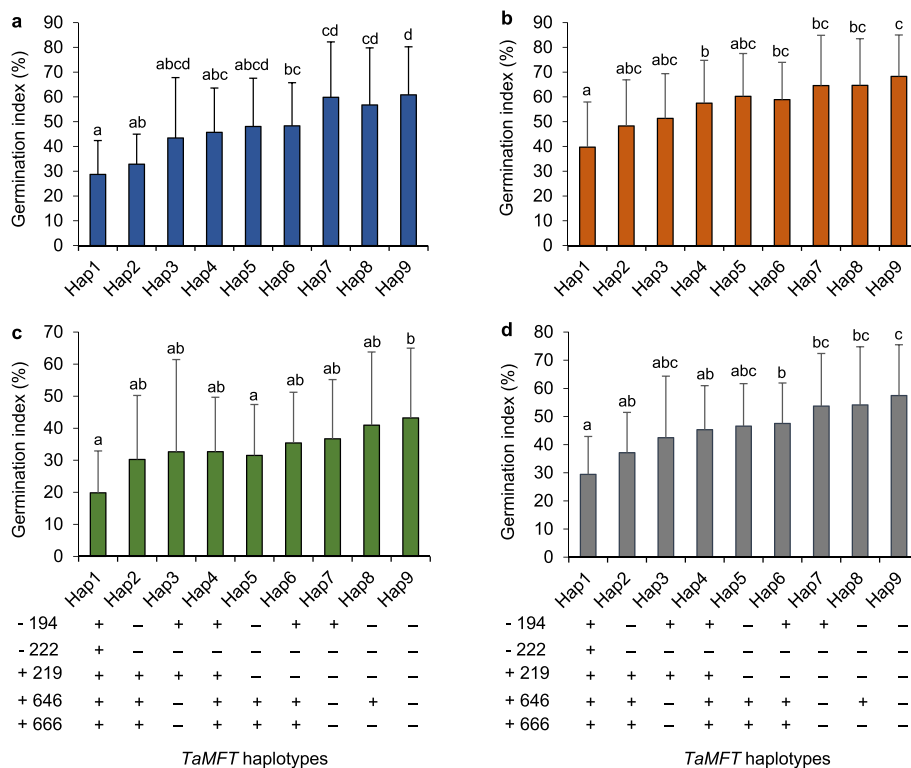 a
Germination index (%)
90
80
70
60
50
40
30
20
10
0
a
ab
abcd
abc
abcd
bc
cd
cd
d
Hap1
Hap2
Hap3
Hap4
Hap5
Hap6
Hap7
Hap8
Hap9
b
Germination index (%)
90
80
70
60
50
40
30
20
10
0
a
abc
abc
b
abc
bc
bc
bc
c
Hap1
Hap2
Hap3
Hap4
Hap5
Hap6
Hap7
Hap8
Hap9
c
Germination index (%)
70
60
50
40
30
20
10
0
a
ab
ab
ab
a
ab
ab
ab
b
Hap1
Hap2
Hap3
Hap4
Hap5
Hap6
Hap7
Hap8
Hap9
- 194 + – + + – + + – –
- 222 + – – – – – – – –
+ 219 + + + + – – – – –
+ 646 + + – + + + – + –
+ 666 + + – + + + – – –
TaMFT haplotypes
d
Germination index (%)
80
70
60
50
40
30
20
10
0
a
ab
abc
ab
abc
b
bc
bc
c
Hap1
Hap2
Hap3
Hap4
Hap5
Hap6
Hap7
Hap8
Hap9
- 194 + – + + – + + – –
- 222 + – – – – – – – –
+ 219 + + + + – – – – –
+ 646 + + – + + + – + –
+ 666 + + – + + + – – –
TaMFT haplotypes